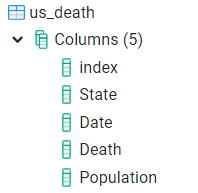 us_death
Columns (5)
index
State
Date
Death
Population